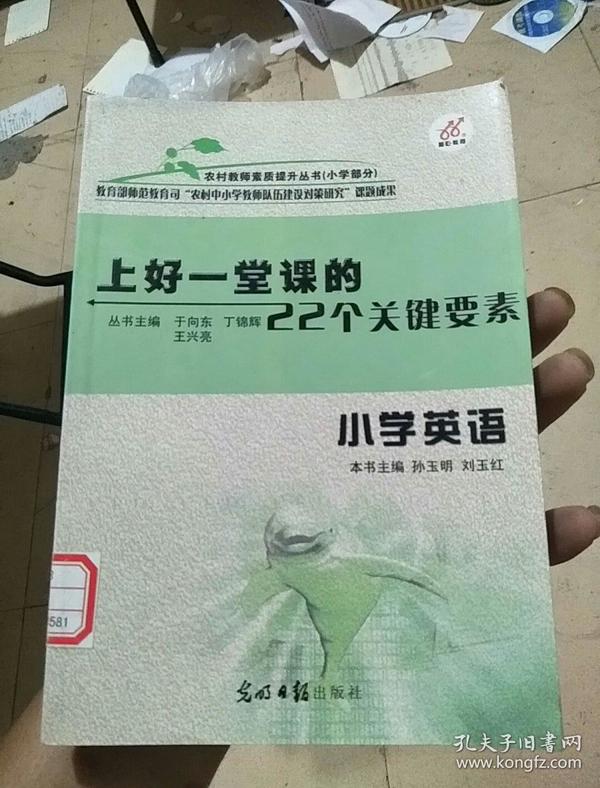 农村教师素质提升丛书(小学部分)
教育部师范教育司“农村中小学教师队伍建设对策研究”课题成果
上好一堂课的
22个关键要素
丛书主编 于向东 丁锦辉
王兴亮
小学英语
本书主编 孙玉明 刘玉红
581
光明日报出版社
孔夫子旧书网
www.kongfz.com